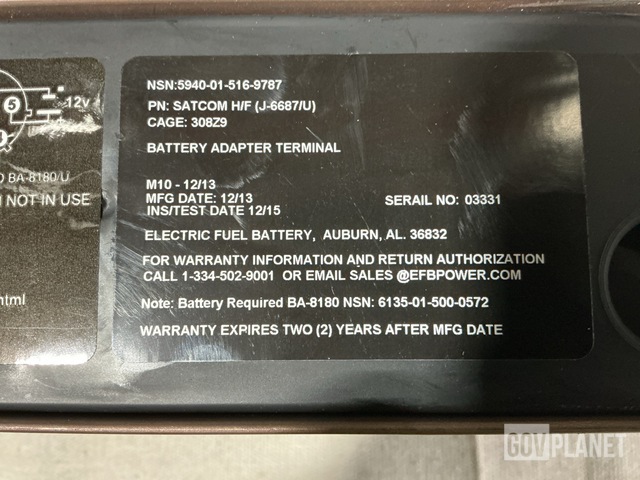 5
12v
BA-8180/U
NOT IN USE
html
NSN:5940-01-516-9787
PN: SATCOM H/F (J-6687/U)
CAGE: 308Z9
BATTERY ADAPTER TERMINAL
M10 - 12/13
MFG DATE: 12/13
SERAIL NO: 03331
INS/TEST DATE 12/15
ELECTRIC FUEL BATTERY, AUBURN, AL. 36832
FOR WARRANTY INFORMATION AND RETURN AUTHORIZATION
CALL 1-334-502-9001 OR EMAIL SALES @EFBPOWER.COM
Note: Battery Required BA-8180 NSN: 6135-01-500-0572
WARRANTY EXPIRES TWO (2) YEARS AFTER MFG DATE
GOVPLANET